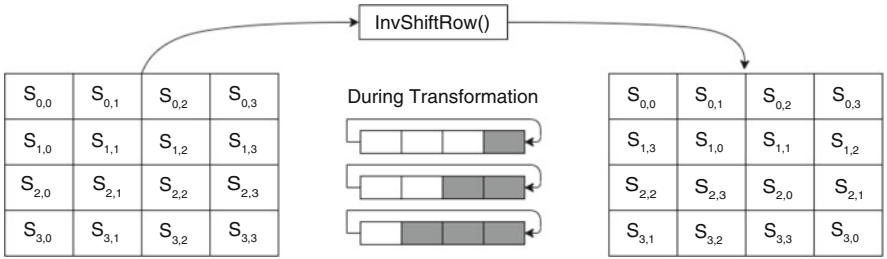 InvShiftRow()
During Transformation
S0,0 S0,1 S0,2 S0,3
S1,0 S1,1 S1,2 S1,3
S2,0 S2,1 S2,2 S2,3
S3,0 S3,1 S3,2 S3,3
S0,0 S0,1 S0,2 S0,3
S1,3 S1,0 S1,1 S1,2
S2,2 S2,3 S2,0 S2,1
S3,1 S3,2 S3,3 S3,0